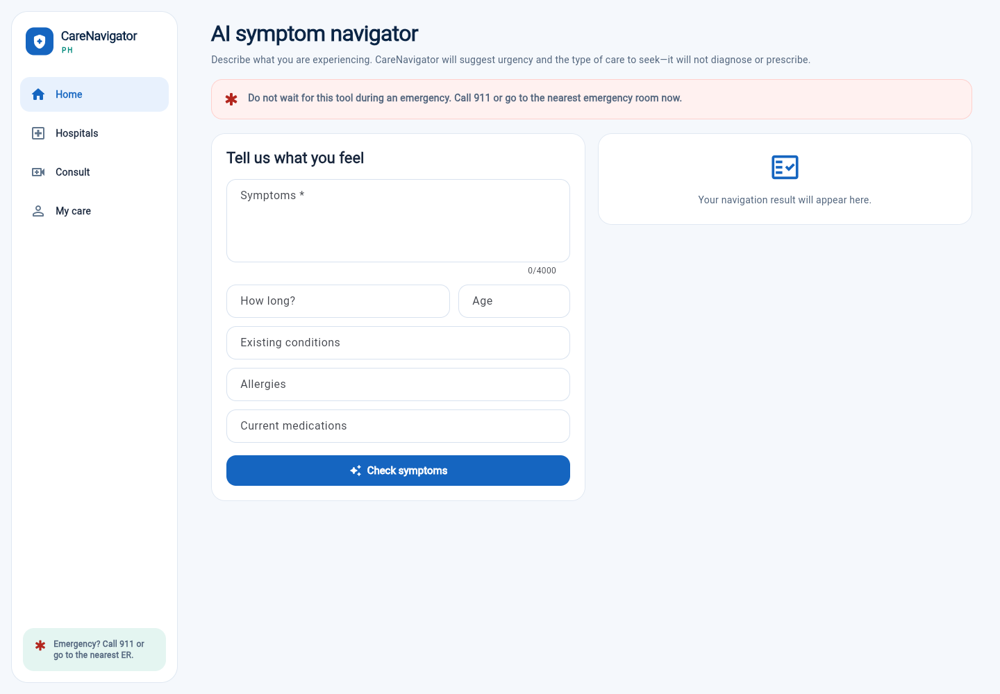 CareNavigator
PH
Home
Hospitals
Consult
My care
Emergency? Call 911 or
go to the nearest ER.
AI symptom navigator
Describe what you are experiencing. CareNavigator will suggest urgency and the type of care to seek—it will not diagnose or prescribe.
Do not wait for this tool during an emergency. Call 911 or go to the nearest emergency room now.
Tell us what you feel
Symptoms *
0/4000
How long?
Age
Existing conditions
Allergies
Current medications
Check symptoms
Your navigation result will appear here.